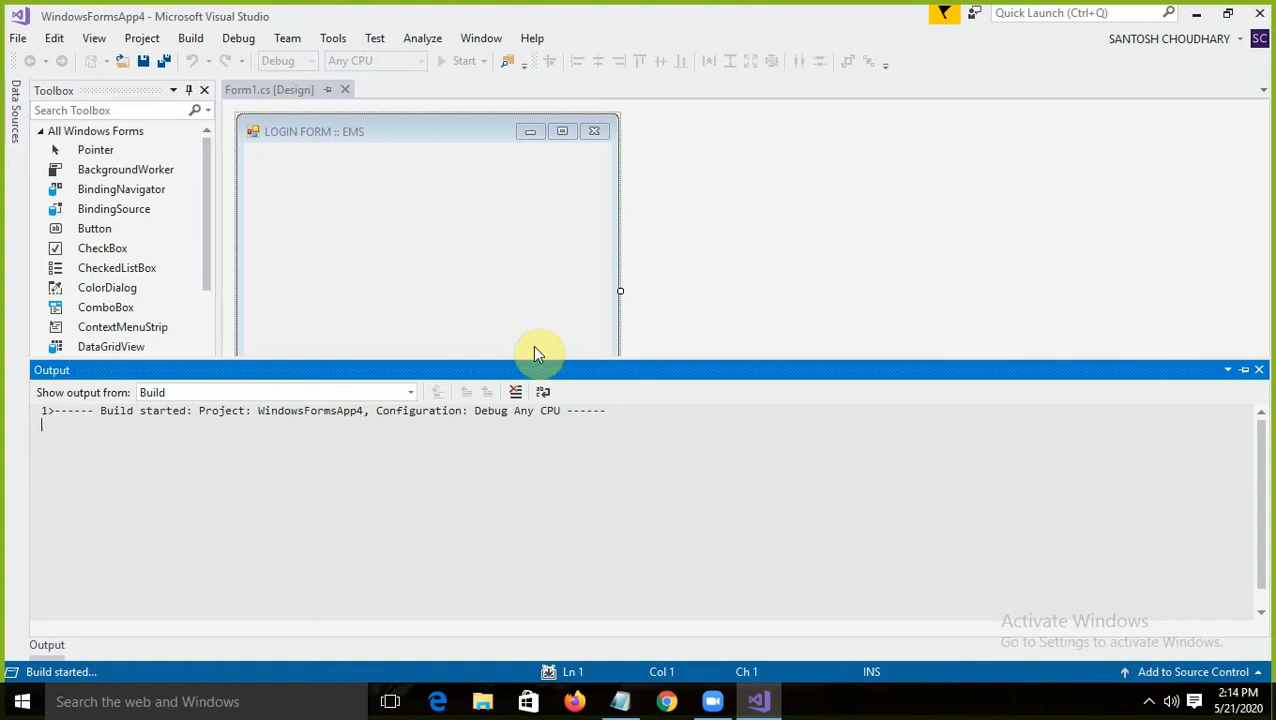 WindowsFormsApp4 - Microsoft Visual Studio
Quick Launch (Ctrl+Q)
File Edit View Project Build Debug Team Tools Test Analyze Window Help
SANTOSH CHOUDHARY SC
Debug Any CPU Start
Data Sources
Toolbox
Form1.cs [Design]
Search Toolbox
All Windows Forms
Pointer
BackgroundWorker
BindingNavigator
BindingSource
Button
CheckBox
CheckedListBox
ColorDialog
ComboBox
ContextMenuStrip
DataGridView
LOGIN FORM :: EMS
Output
Show output from: Build
1>------ Build started: Project: WindowsFormsApp4, Configuration: Debug Any CPU ------
Activate Windows
Go to Settings to activate Windows.
Output
Build started... Ln 1 Col 1 Ch 1 INS Add to Source Control
Search the web and Windows
2:14 PM
5/21/2020